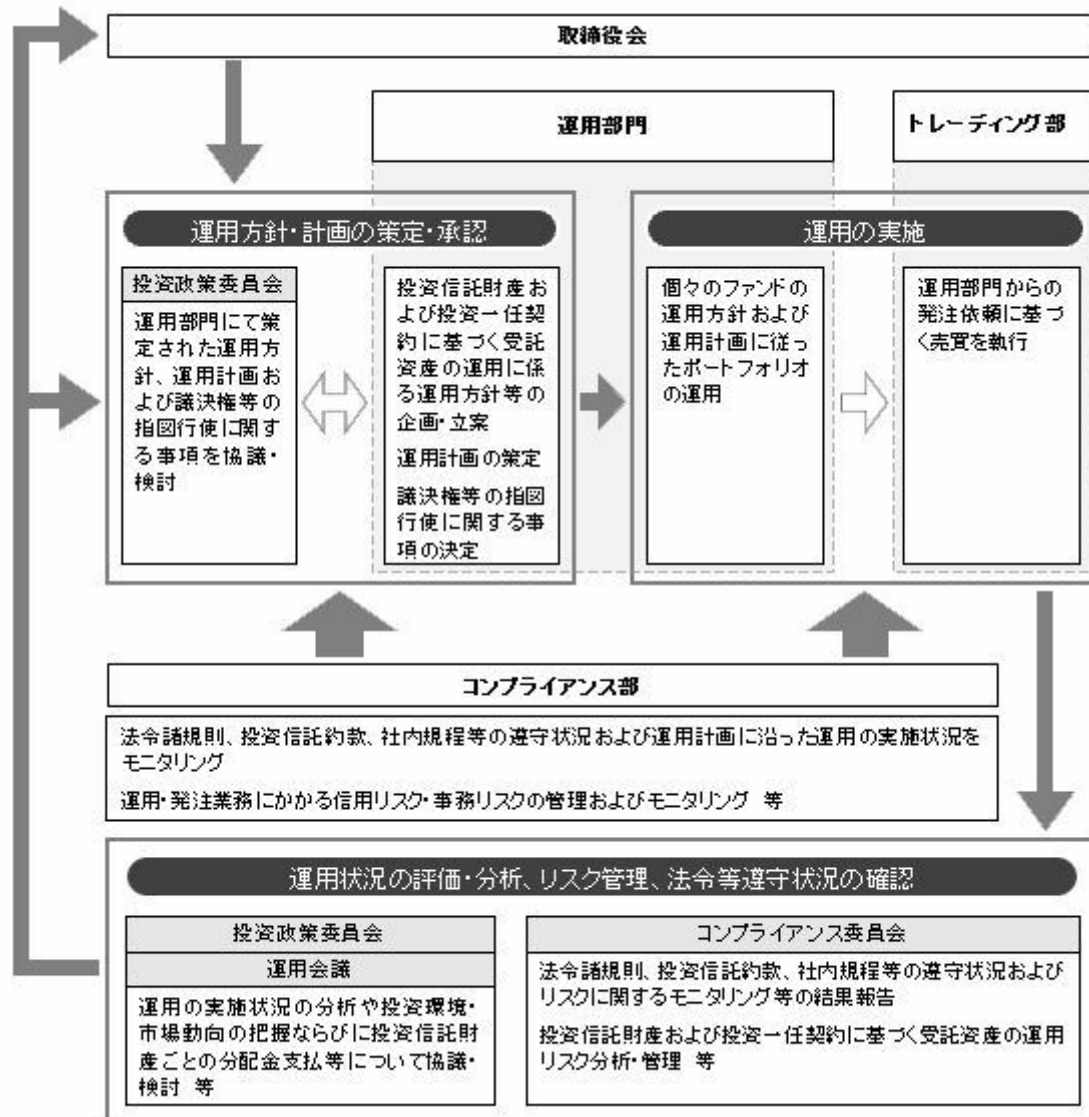 取締役会
運用部門
トレーディング部
運用方針・計画の策定・承認
投資政策委員会
運用部門にて策
定された運用方
針、運用計画お
よび議決権等の
指図行使に関す
る事項を協議・
検討
投資信託財産お
よび投資一任契
約に基づく受託
資産の運用に係
る運用方針等の
企画・立案
運用計画の策定
議決権等の指図
行使に関する事
項の決定
運用の実施
個々のファンドの
運用方針および
運用計画に従っ
たポートフォリオ
の運用
運用部門からの
発注依頼に基づ
く売買を執行
コンプライアンス部
法令諸規則、投資信託約款、社内規程等の遵守状況および運用計画に沿った運用の実施状況を
モニタリング
運用・発注業務にかかる信用リスク・事務リスクの管理およびモニタリング 等
運用状況の評価・分析、リスク管理、法令等遵守状況の確認
投資政策委員会
運用会議
運用の実施状況の分析や投資環境・
市場動向の把握ならびに投資信託財
産ごとの分配金支払等について協議・
検討 等
コンプライアンス委員会
法令諸規則、投資信託約款、社内規程等の遵守状況および
リスクに関するモニタリング等の結果報告
投資信託財産および投資一任契約に基づく受託資産の運用
リスク分析・管理 等